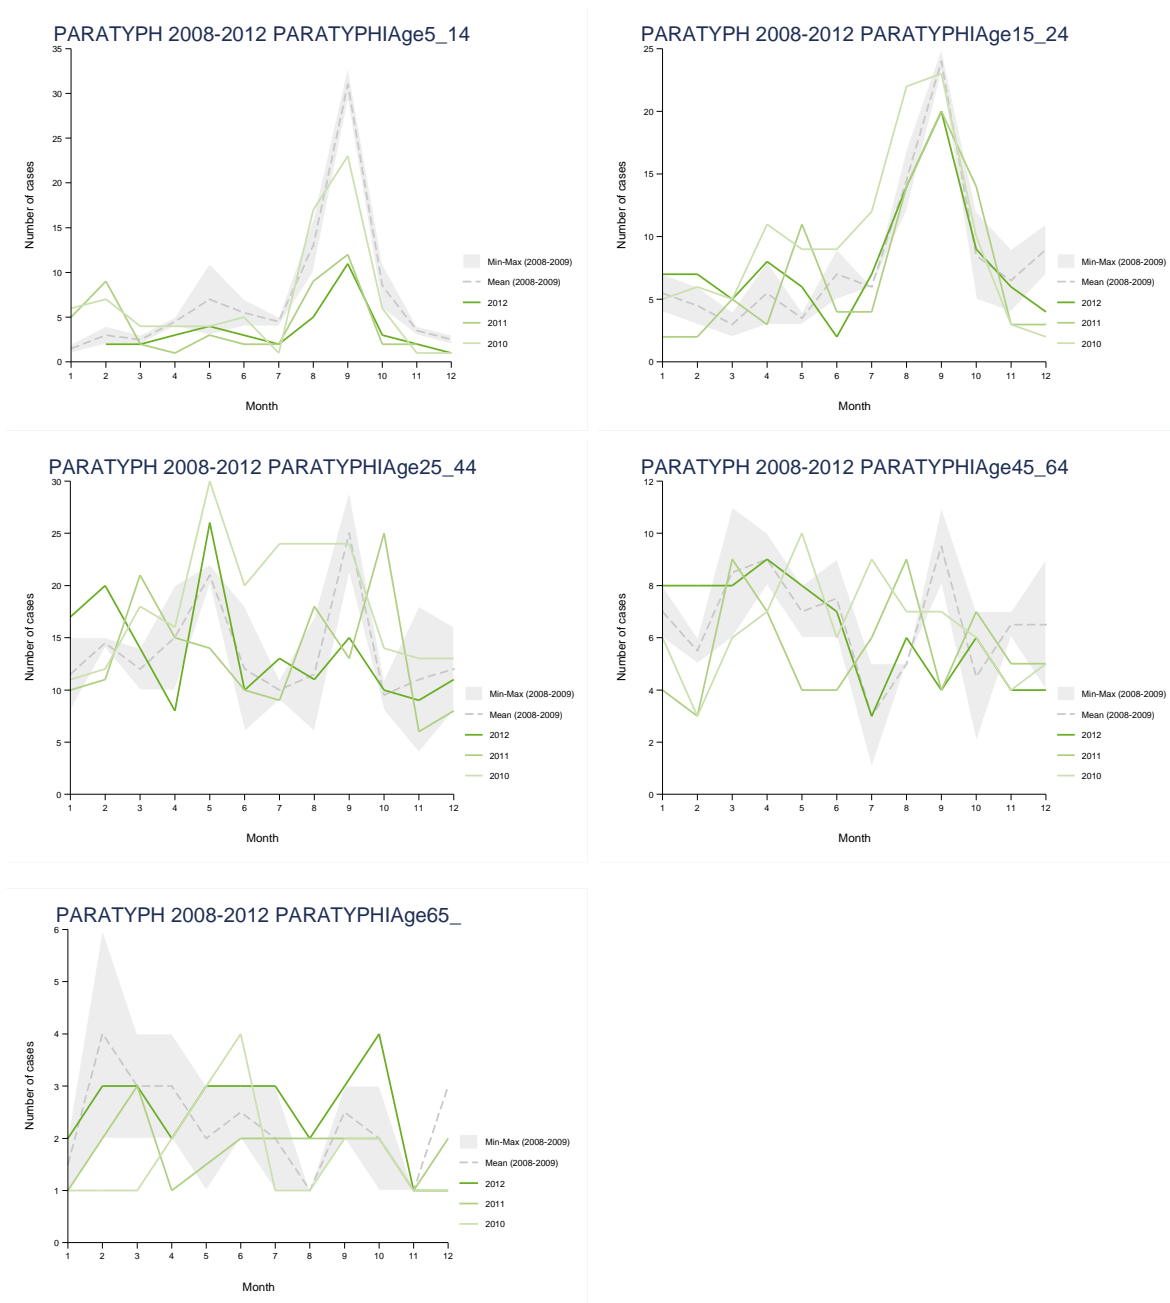 PARATYPH 2008-2012 PARATYPHIAge5_14
35
30
25
20
15
10
5
0
Number of cases
1 2 3 4 5 6 7 8 9 10 11 12
Month
Min-Max (2008-2009)
Mean (2008-2009)
2012
2011
2010
PARATYPH 2008-2012 PARATYPHIAge15_24
25
20
15
10
5
0
Number of cases
1 2 3 4 5 6 7 8 9 10 11 12
Month
Min-Max (2008-2009)
Mean (2008-2009)
2012
2011
2010
PARATYPH 2008-2012 PARATYPHIAge25_44
30
25
20
15
10
5
0
Number of cases
1 2 3 4 5 6 7 8 9 10 11 12
Month
Min-Max (2008-2009)
Mean (2008-2009)
2012
2011
2010
PARATYPH 2008-2012 PARATYPHIAge45_64
12
10
8
6
4
2
0
Number of cases
1 2 3 4 5 6 7 8 9 10 11 12
Month
Min-Max (2008-2009)
Mean (2008-2009)
2012
2011
2010
PARATYPH 2008-2012 PARATYPHIAge65_
6
5
4
3
2
1
0
Number of cases
1 2 3 4 5 6 7 8 9 10 11 12
Month
Min-Max (2008-2009)
Mean (2008-2009)
2012
2011
2010